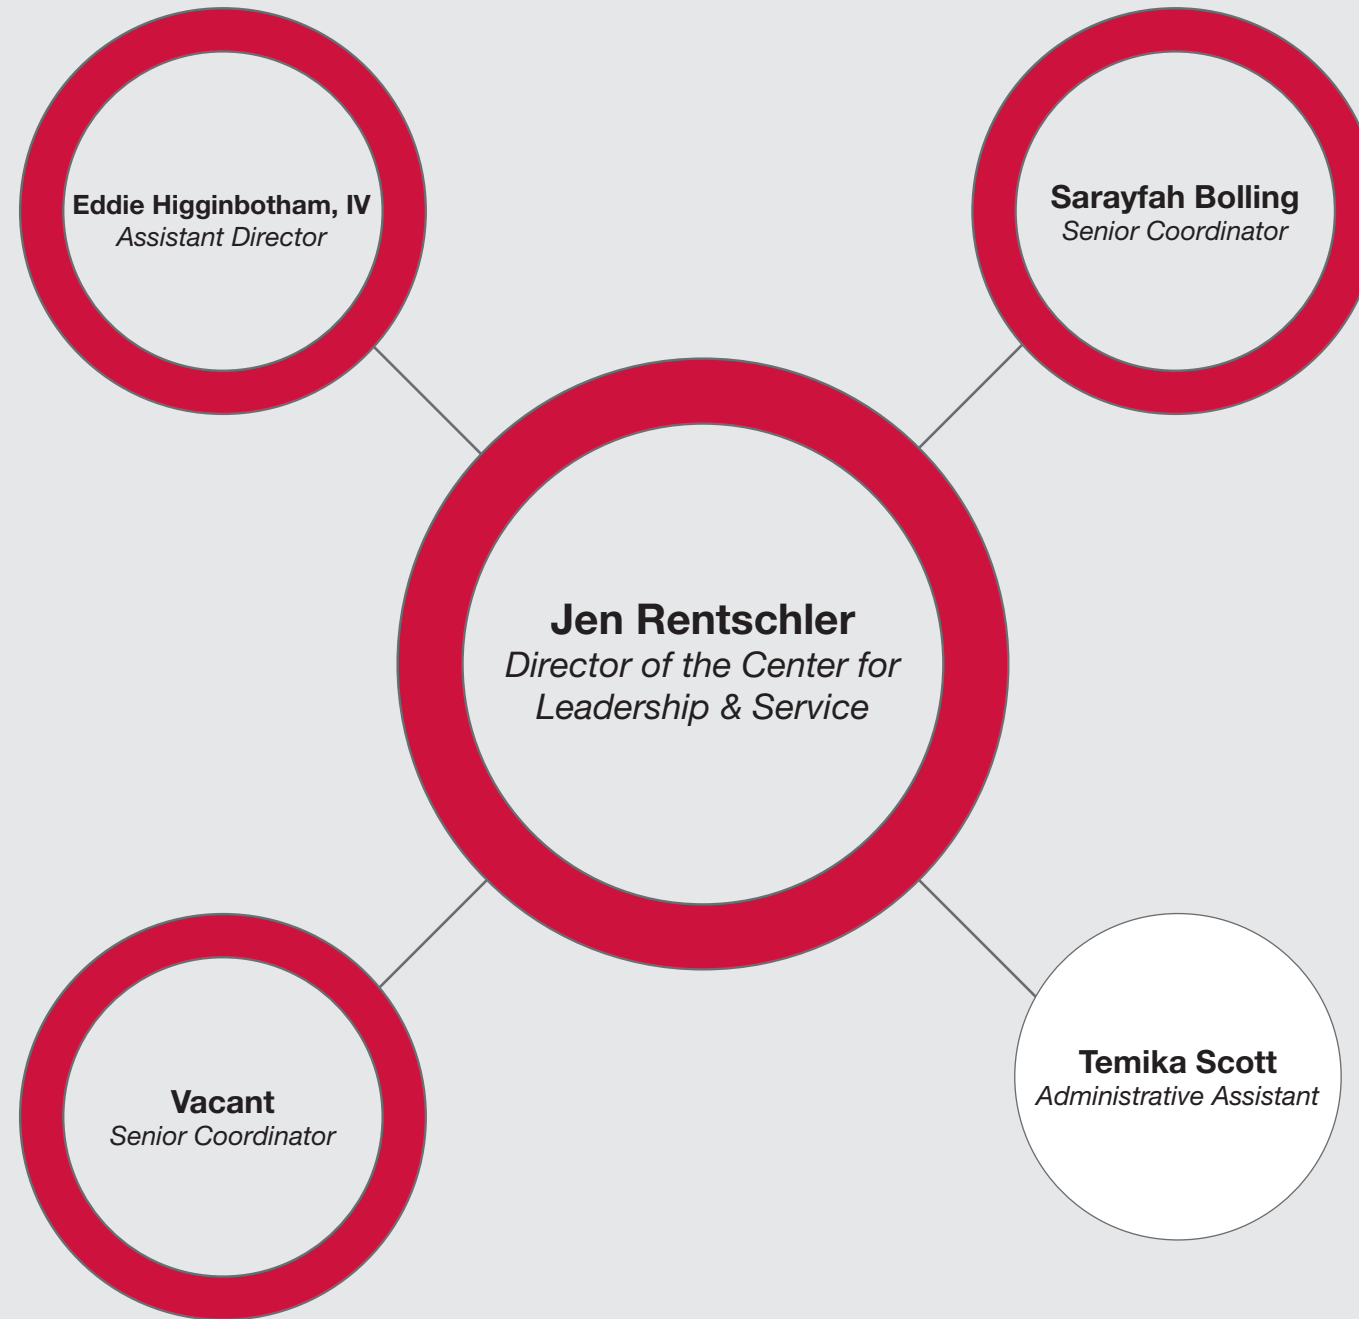 Eddie Higginbotham, IV
Assistant Director
Sarayfah Bolling
Senior Coordinator
Jen Rentschler
Director of the Center for
Leadership & Service
Vacant
Senior Coordinator
Temika Scott
Administrative Assistant